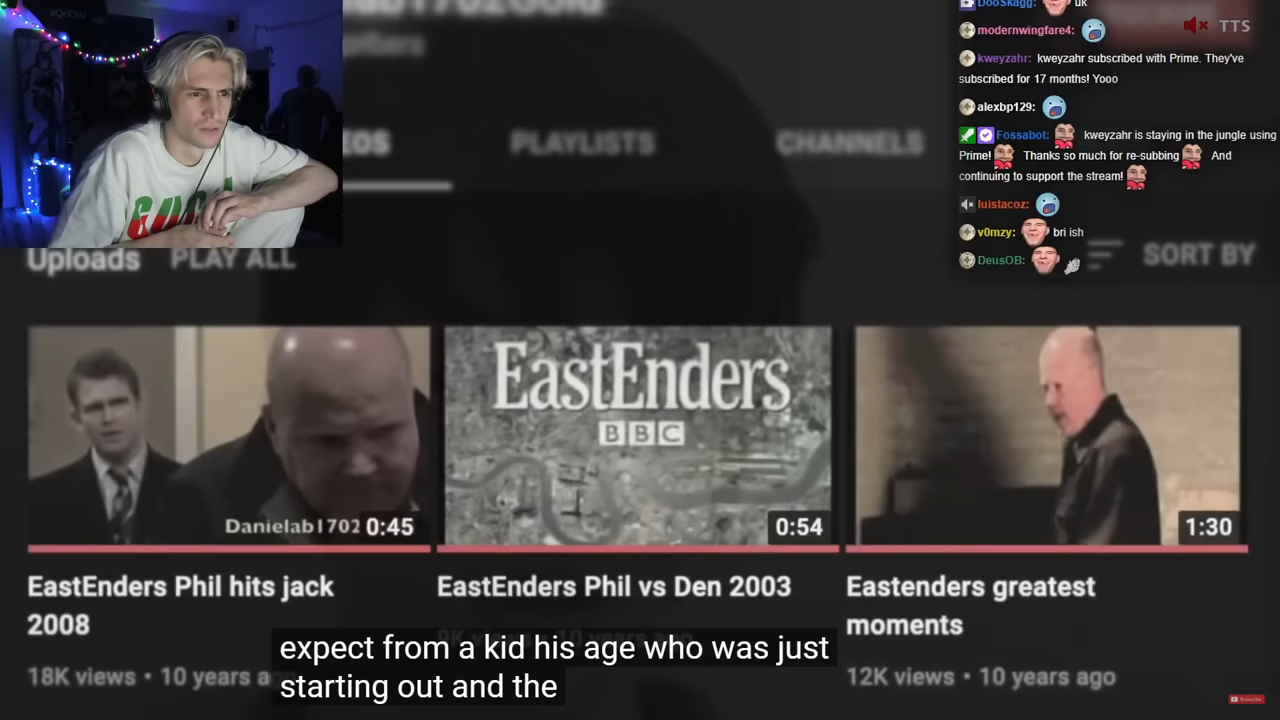 xQcOW
DooSkagg: uk
modernwingfare4:
TTS
kweyzahr: kweyzahr subscribed with Prime. They've
subscribed for 17 months! Yooo
alexbp129:
Fossabot: kweyzahr is staying in the jungle using
Prime! Thanks so much for re-subbing And
continuing to support the stream!
luistacoz:
v0mzy: bri ish
DeusOB:
PLAYLISTS
CHANNELS
Uploads PLAY ALL
SORT BY
Danielab1702 0:45
EastEnders
BBC
0:54
1:30
EastEnders Phil hits jack
2008
18K views • 10 years
EastEnders Phil vs Den 2003
Eastenders greatest
moments
12K views • 10 years ago
expect from a kid his age who was just
starting out and the
Subscribe